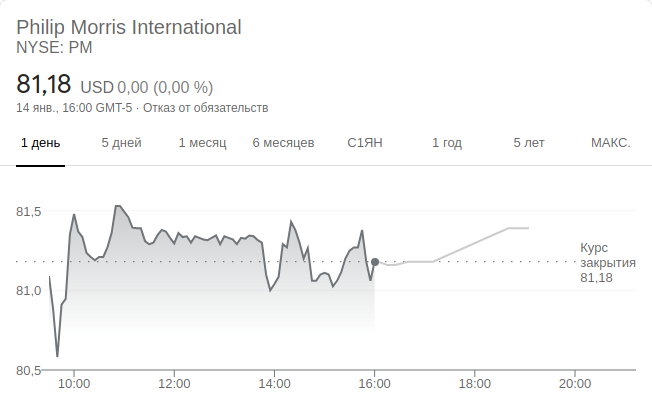 Philip Morris International
NYSE: PM
81,18 USD 0,00 (0,00 %)
14 янв., 16:00 GMT-5 · Отказ от обязательств
1 день 5 дней 1 месяц 6 месяцев С1ЯН 1 год 5 лет МАКС.
81,5
Курс
закрытия
81,18
81,0
80,5
10:00 12:00 14:00 16:00 18:00 20:00